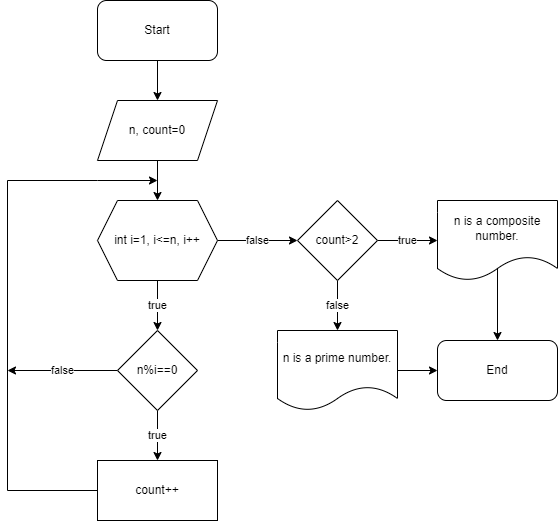 Start
n, count=0
int i=1, i<=n, i++
false
count>2
true
n is a composite
number.
true
false
n is a prime number.
End
false
n%i==0
true
count++